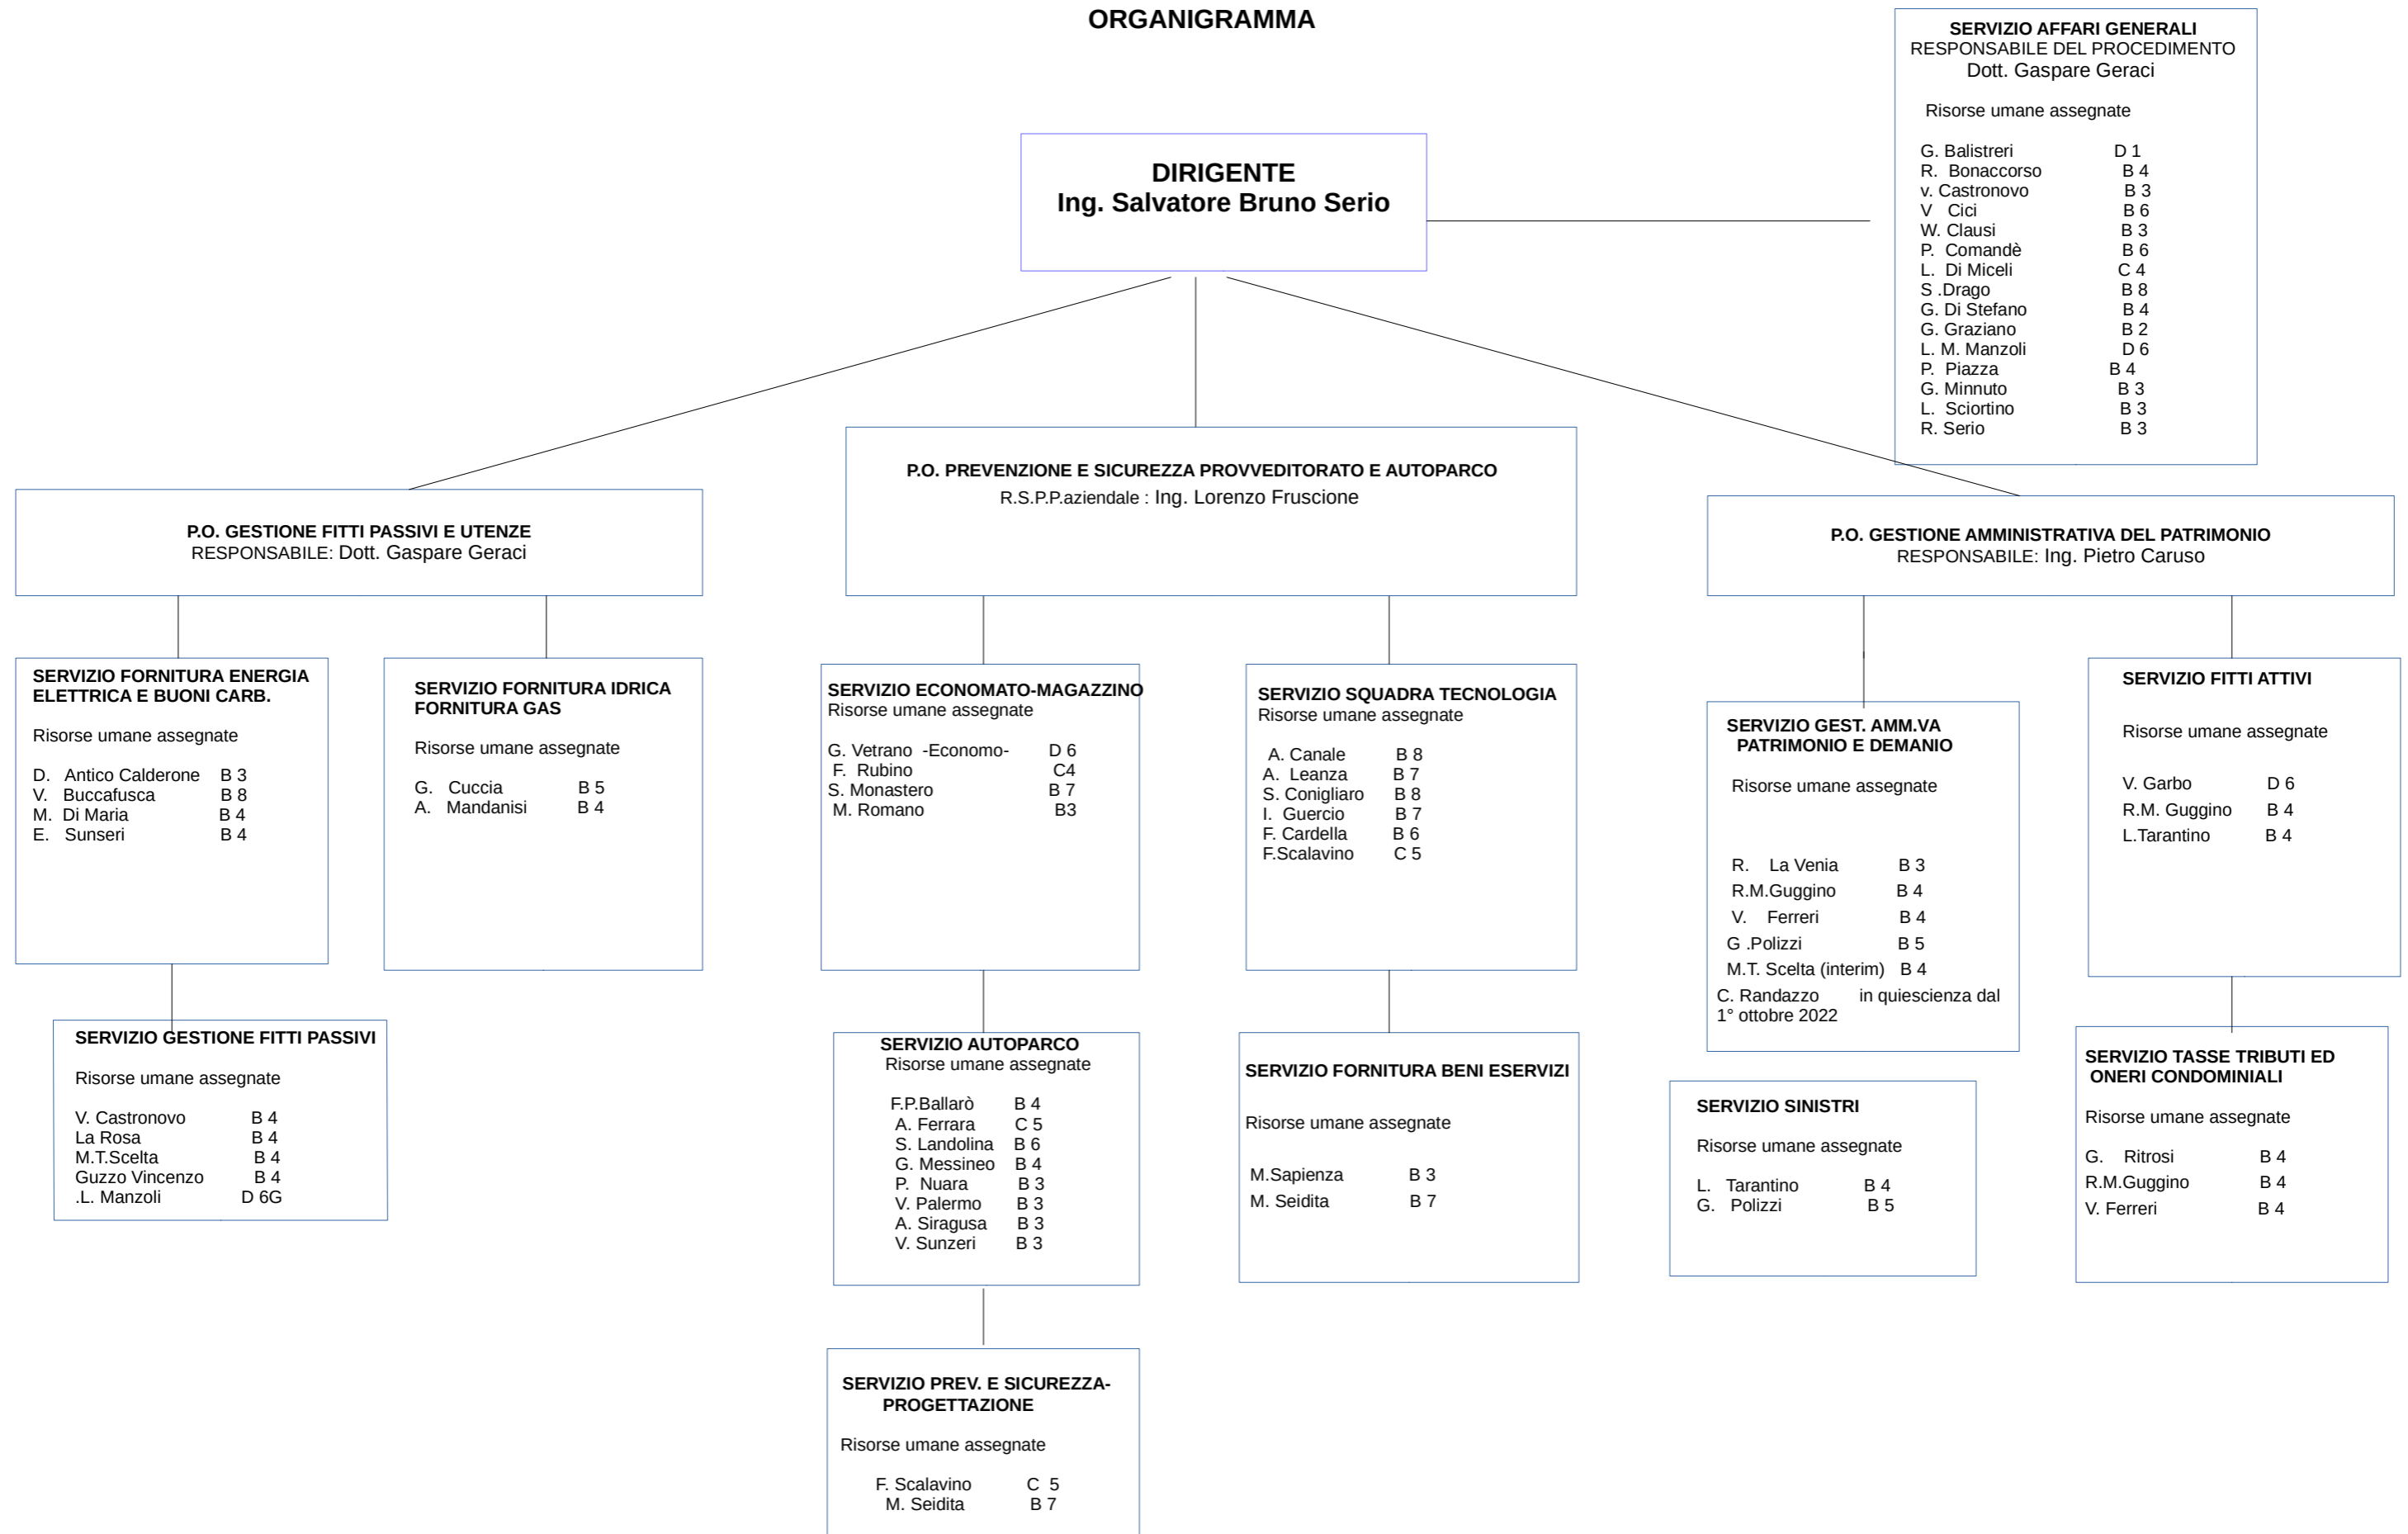 ORGANIGRAMMA
SERVIZIO AFFARI GENERALI
RESPONSABILE DEL PROCEDIMENTO
Dott. Gaspare Geraci
Risorse umane assegnate
G. Balistreri D 1
R. Bonaccorso B 4
v. Castronovo B 3
V Cici B 6
W. Clausi B 3
P. Comandè B 6
L. Di Miceli C 4
S .Drago B 8
G. Di Stefano B 4
G. Graziano B 2
L. M. Manzoli D 6
P. Piazza B 4
G. Minnuto B 3
L. Sciortino B 3
R. Serio B 3
DIRIGENTE
Ing. Salvatore Bruno Serio
P.O. GESTIONE FITTI PASSIVI E UTENZE
RESPONSABILE: Dott. Gaspare Geraci
P.O. PREVENZIONE E SICUREZZA PROVVEDITORATO E AUTOPARCO
R.S.P.P.aziendale : Ing. Lorenzo Fruscione
P.O. GESTIONE AMMINISTRATIVA DEL PATRIMONIO
RESPONSABILE: Ing. Pietro Caruso
SERVIZIO FORNITURA ENERGIA
ELETTRICA E BUONI CARB.
Risorse umane assegnate
D. Antico Calderone B 3
V. Buccafusca B 8
M. Di Maria B 4
E. Sunseri B 4
SERVIZIO FORNITURA IDRICA
FORNITURA GAS
Risorse umane assegnate
G. Cuccia B 5
A. Mandanisi B 4
SERVIZIO ECONOMATO-MAGAZZINO
Risorse umane assegnate
G. Vetrano -Economo- D 6
F. Rubino C4
S. Monastero B 7
M. Romano B3
SERVIZIO SQUADRA TECNOLOGIA
Risorse umane assegnate
A. Canale B 8
A. Leanza B 7
S. Conigliaro B 8
I. Guercio B 7
F. Cardella B 6
F.Scalavino C 5
SERVIZIO GEST. AMM.VA
PATRIMONIO E DEMANIO
Risorse umane assegnate
R. La Venia B 3
R.M.Guggino B 4
V. Ferreri B 4
G .Polizzi B 5
M.T. Scelta (interim) B 4
C. Randazzo in quiescienza dal
1° ottobre 2022
SERVIZIO FITTI ATTIVI
Risorse umane assegnate
V. Garbo D 6
R.M. Guggino B 4
L.Tarantino B 4
SERVIZIO GESTIONE FITTI PASSIVI
Risorse umane assegnate
V. Castronovo B 4
La Rosa B 4
M.T.Scelta B 4
Guzzo Vincenzo B 4
.L. Manzoli D 6G
SERVIZIO AUTOPARCO
Risorse umane assegnate
F.P.Ballarò B 4
A. Ferrara C 5
S. Landolina B 6
G. Messineo B 4
P. Nuara B 3
V. Palermo B 3
A. Siragusa B 3
V. Sunzeri B 3
SERVIZIO FORNITURA BENI ESERVIZI
Risorse umane assegnate
M.Sapienza B 3
M. Seidita B 7
SERVIZIO SINISTRI
Risorse umane assegnate
L. Tarantino B 4
G. Polizzi B 5
SERVIZIO TASSE TRIBUTI ED
ONERI CONDOMINIALI
Risorse umane assegnate
G. Ritrosi B 4
R.M.Guggino B 4
V. Ferreri B 4
SERVIZIO PREV. E SICUREZZA-
PROGETTAZIONE
Risorse umane assegnate
F. Scalavino C 5
M. Seidita B 7